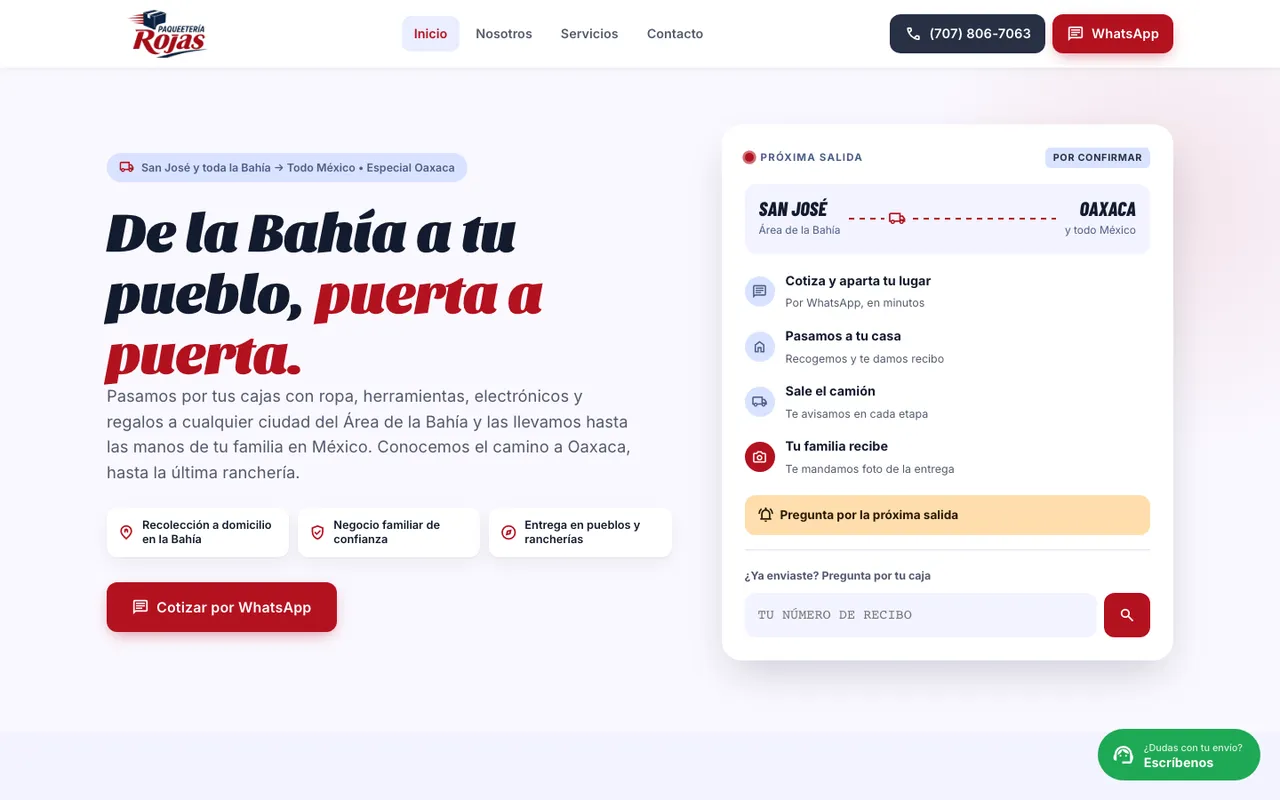 PAQUEETERÍA
Rojas
Inicio
Nosotros
Servicios
Contacto
(707) 806-7063
WhatsApp
San José y toda la Bahía → Todo México • Especial Oaxaca
De la Bahía a tu
pueblo, puerta a
puerta.
Pasamos por tus cajas con ropa, herramientas, electrónicos y
regalos a cualquier ciudad del Área de la Bahía y las llevamos hasta
las manos de tu familia en México. Conocemos el camino a Oaxaca,
hasta la última ranchería.
Recolección a domicilio
en la Bahía
Negocio familiar de
confianza
Entrega en pueblos y
rancherías
Cotizar por WhatsApp
PRÓXIMA SALIDA
POR CONFIRMAR
SAN JOSÉ
Área de la Bahía
OAXACA
y todo México
Cotiza y aparta tu lugar
Por WhatsApp, en minutos
Pasamos a tu casa
Recogemos y te damos recibo
Sale el camión
Te avisamos en cada etapa
Tu familia recibe
Te mandamos foto de la entrega
Pregunta por la próxima salida
¿Ya enviaste? Pregunta por tu caja
TU NÚMERO DE RECIBO
¿Dudas con tu envío?
Escríbenos